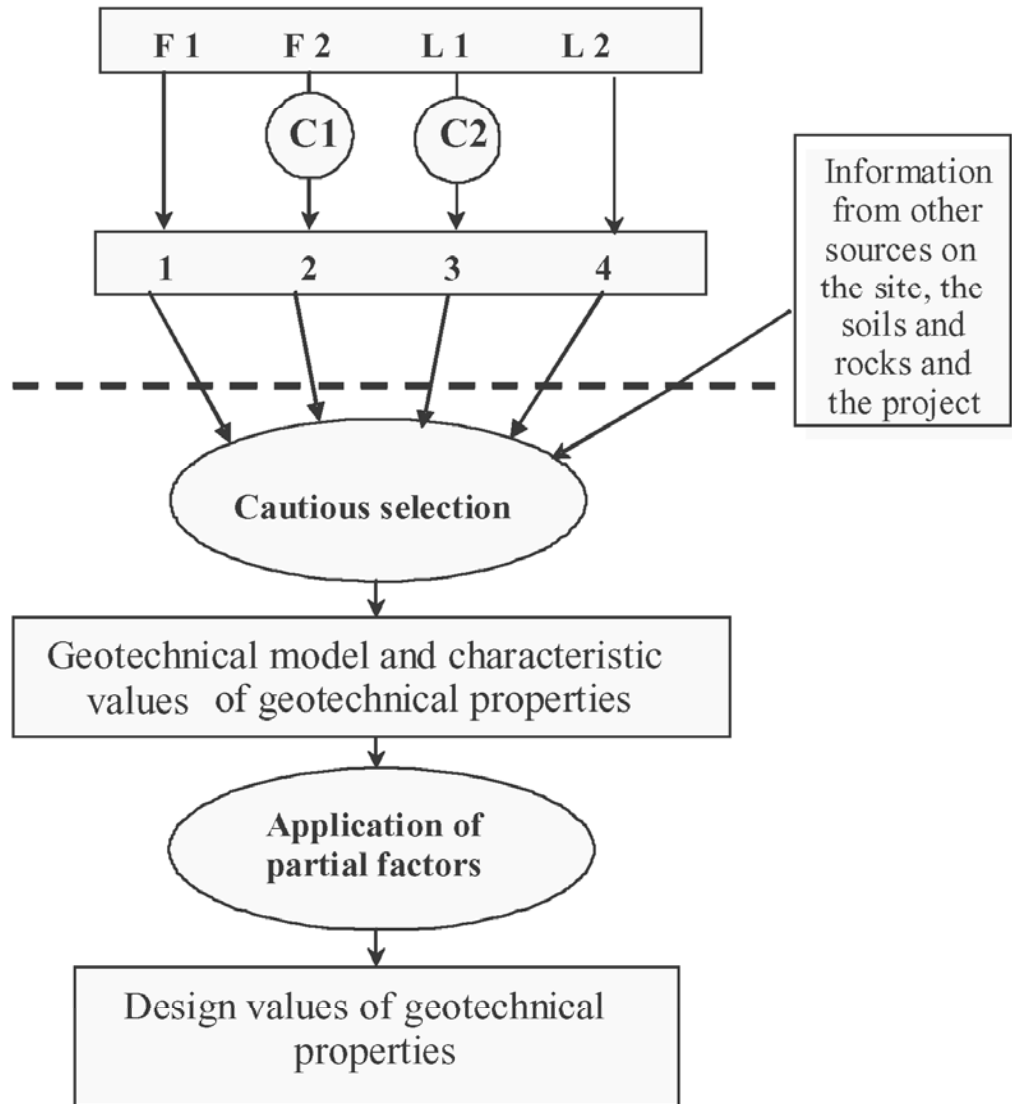 F 1 F 2 L 1 L 2
C1 C2
1 2 3 4
Information
from other
sources on
the site, the
soils and
rocks and
the project
Cautious selection
Geotechnical model and characteristic
values of geotechnical properties
Application of
partial factors
Design values of geotechnical
properties